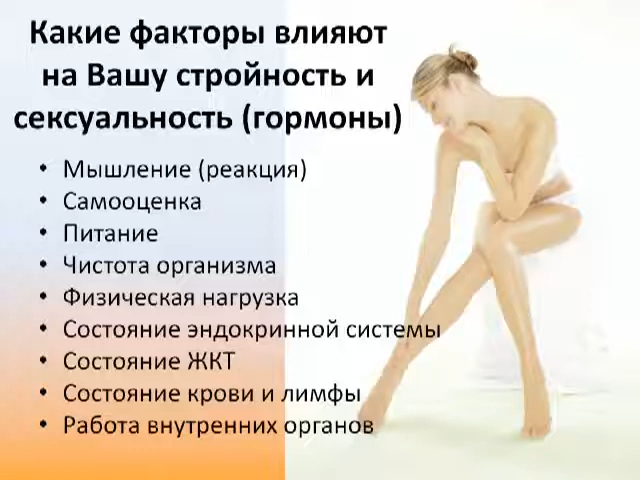 Какие факторы влияют
на Вашу стройность и
сексуальность (гормоны)
• Мышление (реакция)
• Самооценка
• Питание
• Чистота организма
• Физическая нагрузка
• Состояние эндокринной системы
• Состояние ЖКТ
• Состояние крови и лимфы
• Работа внутренних органов